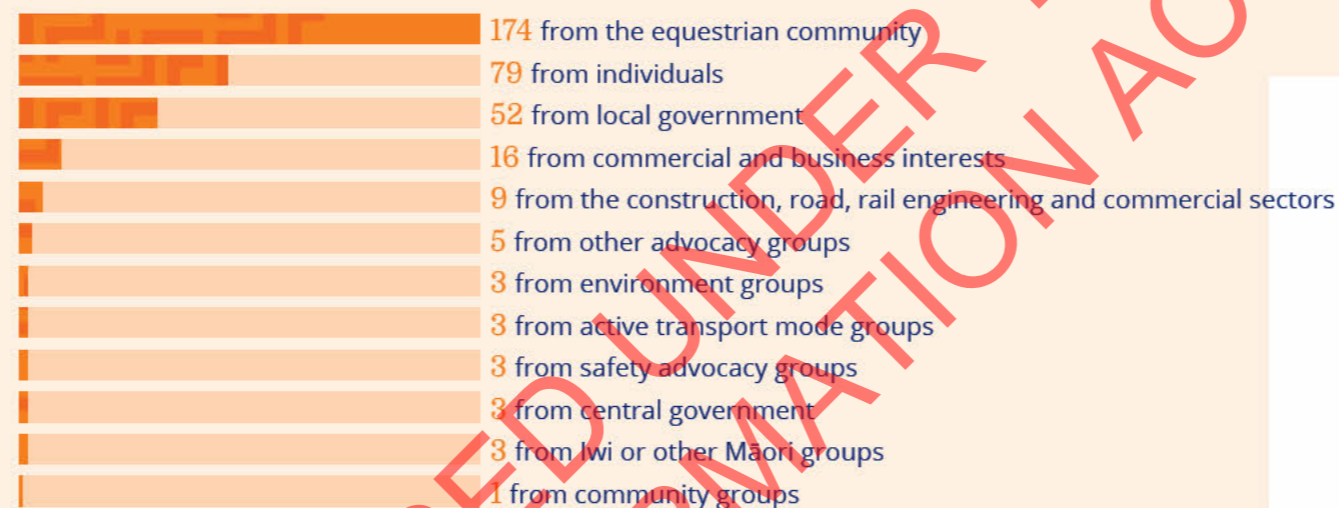 174 from the equestrian community
79 from individuals
52 from local government
16 from commercial and business interests
9 from the construction, road, rail engineering and commercial sectors
5 from other advocacy groups
3 from environment groups
3 from active transport mode groups
3 from safety advocacy groups
3 from central government
3 from Iwi or other Māori groups
1 from community groups
UNDER